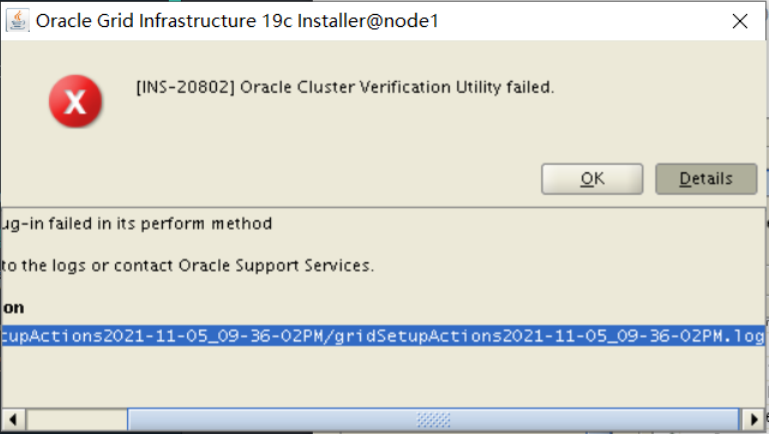 Oracle Grid Infrastructure 19c Installer@node1
[INS-20802] Oracle Cluster Verification Utility failed.
OK
Details
ug-in failed in its perform method
to the logs or contact Oracle Support Services.
on
tupActions2021-11-05_09-36-02PM/gridSetupActions2021-11-05_09-36-02PM.log